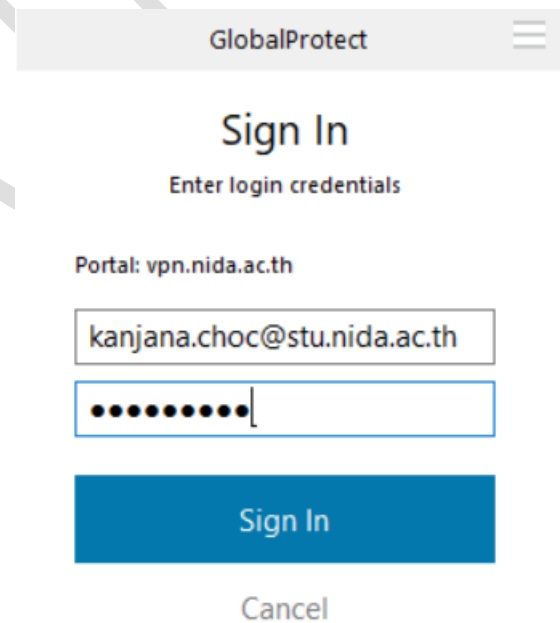 GlobalProtect
Sign In
Enter login credentials
Portal: vpn.nida.ac.th
kanjana.choc@stu.nida.ac.th
●●●●●●●●●
Sign In
Cancel